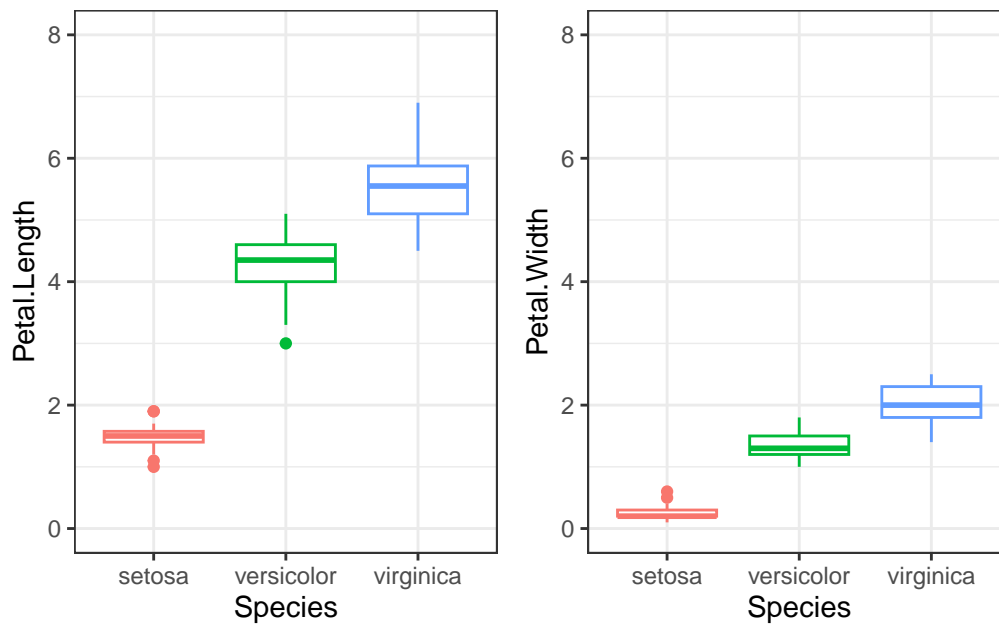 Petal.Length
8
6
4
2
0
setosa versicolor virginica
Species
Petal.Width
8
6
4
2
0
setosa versicolor virginica
Species